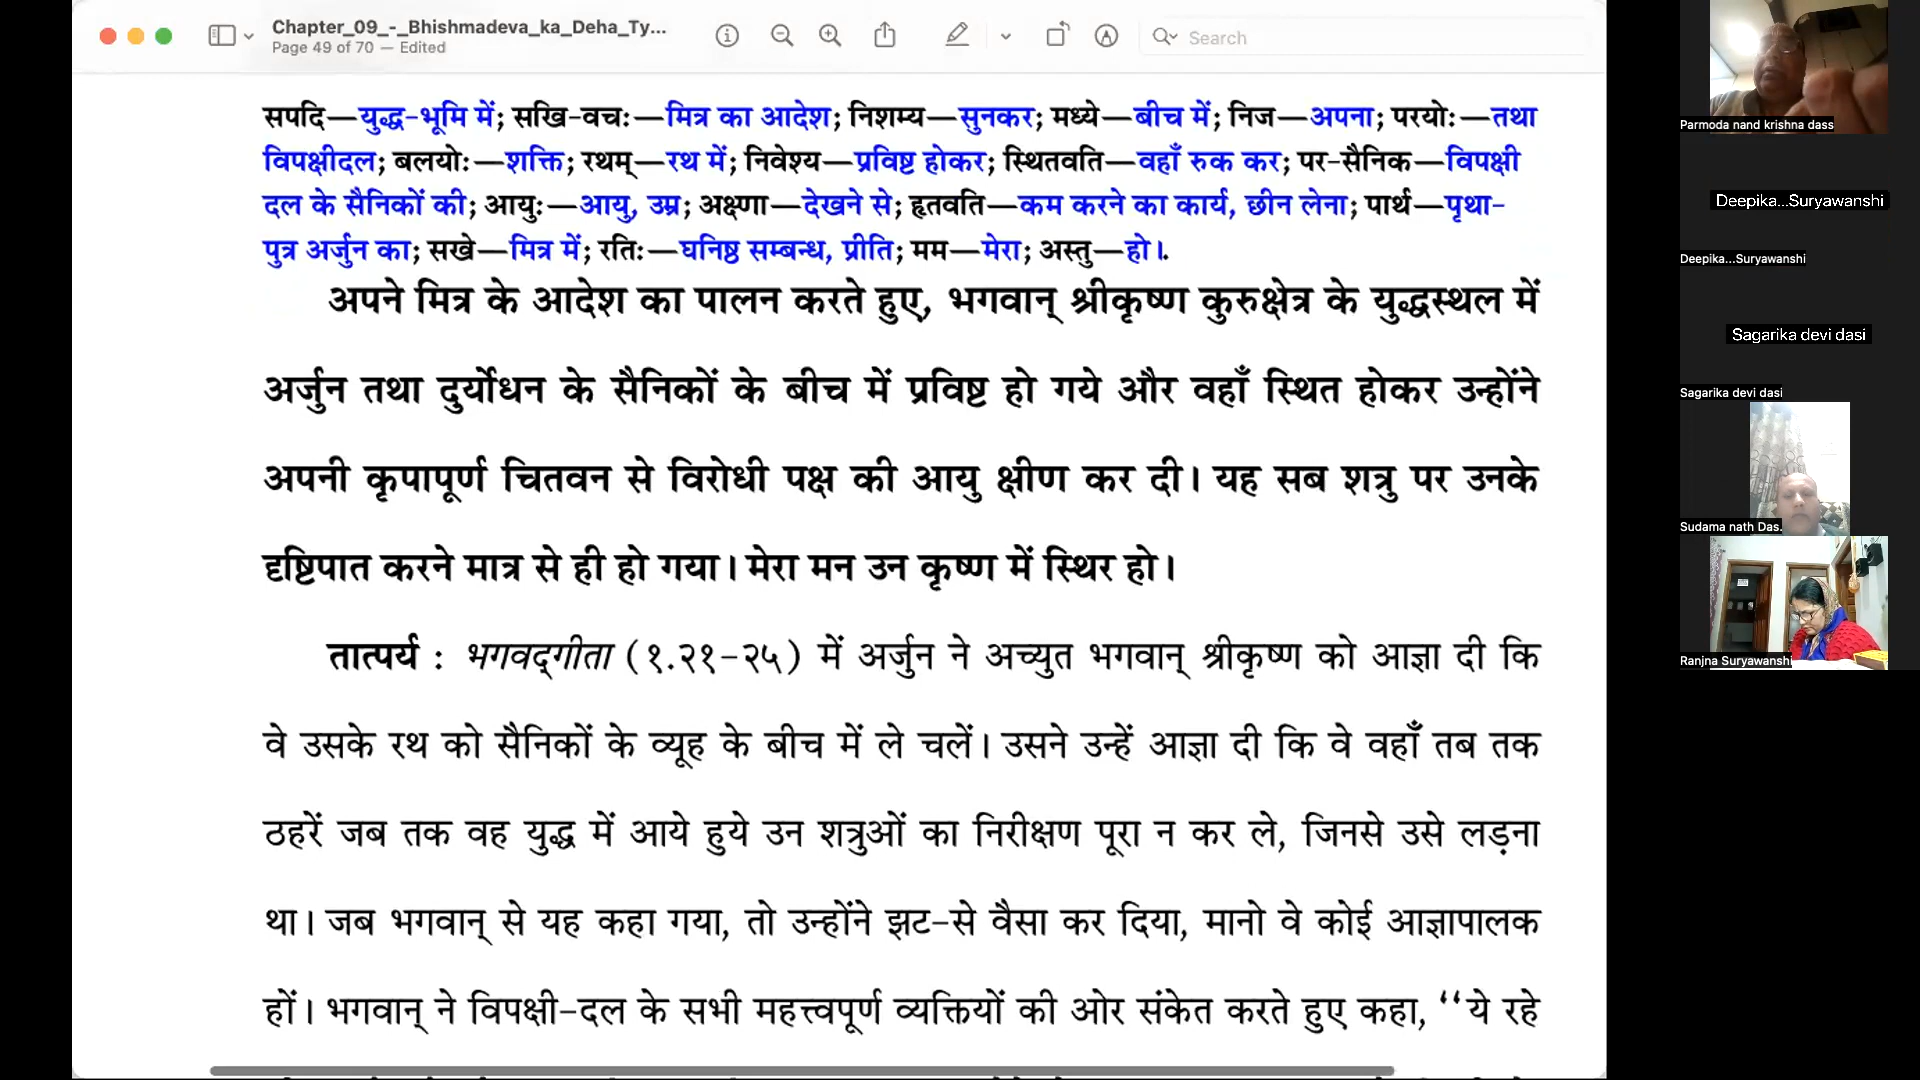 Chapter_09_-_Bhishmadeva_ka_Deha_Ty...
Page 49 of 70 — Edited
Search
सपदि—युद्ध-भूमि में; सखि-वचः—मित्र का आदेश; निशम्य—सुनकर; मध्ये—बीच में; निज—अपना; परयोः—तथा
विपक्षीदल; बलयोः—शक्ति; रथम्—रथ में; निवेश्य—प्रविष्ट होकर; स्थितवति—वहाँ रुक कर; पर-सैनिक—विपक्षी
दल के सैनिकों की; आयुः—आयु, उम्र; अक्ष्णा—देखने से; हृतवति—कम करने का कार्य, छीन लेना; पार्थ—पृथा-
पुत्र अर्जुन का; सखे—मित्र में; रतिः—घनिष्ठ सम्बन्ध, प्रीति; मम—मेरा; अस्तु—हो।.
अपने मित्र के आदेश का पालन करते हुए, भगवान् श्रीकृष्ण कुरुक्षेत्र के युद्धस्थल में
अर्जुन तथा दुर्योधन के सैनिकों के बीच में प्रविष्ट हो गये और वहाँ स्थित होकर उन्होंने
अपनी कृपापूर्ण चितवन से विरोधी पक्ष की आयु क्षीण कर दी। यह सब शत्रु पर उनके
दृष्टिपात करने मात्र से ही हो गया। मेरा मन उन कृष्ण में स्थिर हो।
तात्पर्य : भगवद्‌गीता (१.२१-२५) में अर्जुन ने अच्युत भगवान् श्रीकृष्ण को आज्ञा दी कि
वे उसके रथ को सैनिकों के व्यूह के बीच में ले चलें। उसने उन्हें आज्ञा दी कि वे वहाँ तब तक
ठहरें जब तक वह युद्ध में आये हुये उन शत्रुओं का निरीक्षण पूरा न कर ले, जिनसे उसे लड़ना
था। जब भगवान् से यह कहा गया, तो उन्होंने झट-से वैसा कर दिया, मानो वे कोई आज्ञापालक
हों। भगवान् ने विपक्षी-दल के सभी महत्त्वपूर्ण व्यक्तियों की ओर संकेत करते हुए कहा, ‘‘ये रहे
Parmoda nand krishna dass
Deepika...Suryawanshi
Deepika...Suryawanshi
Sagarika devi dasi
Sagarika devi dasi
Sudama nath Das.
Ranjna Suryawanshi